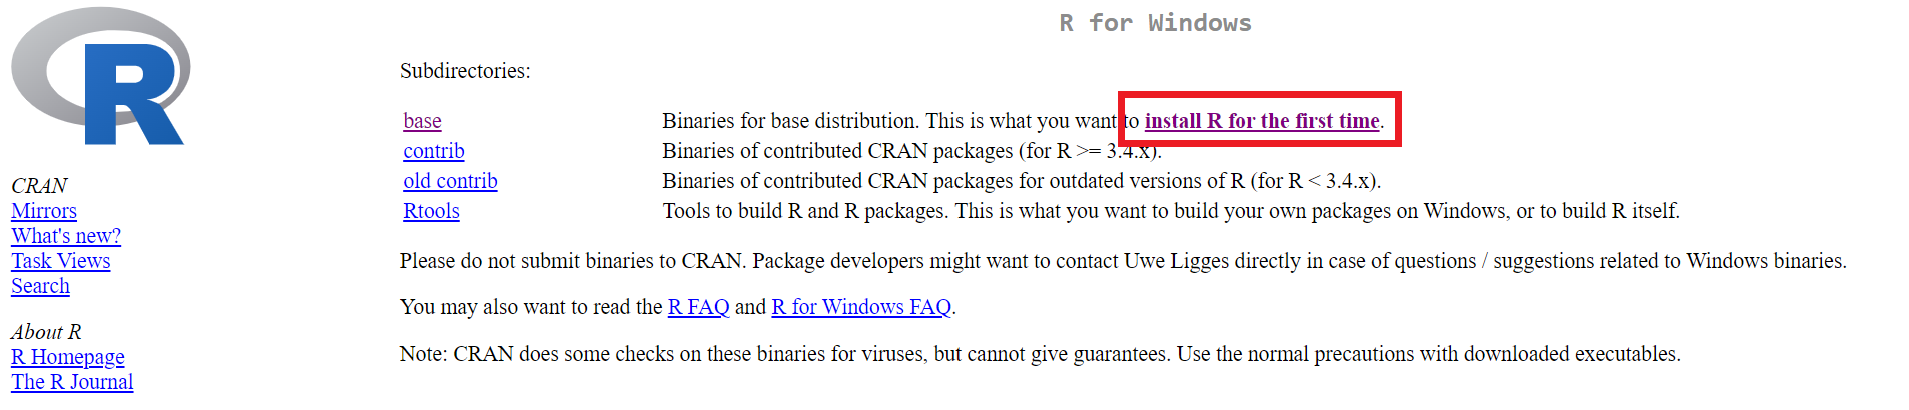 R
R for Windows
Subdirectories:
base Binaries for base distribution. This is what you want to install R for the first time.
contrib Binaries of contributed CRAN packages (for R >= 3.4.x).
old contrib Binaries of contributed CRAN packages for outdated versions of R (for R < 3.4.x).
Rtools Tools to build R and R packages. This is what you want to build your own packages on Windows, or to build R itself.
Please do not submit binaries to CRAN. Package developers might want to contact Uwe Ligges directly in case of questions / suggestions related to Windows binaries.
You may also want to read the R FAQ and R for Windows FAQ.
Note: CRAN does some checks on these binaries for viruses, but cannot give guarantees. Use the normal precautions with downloaded executables.
CRAN
Mirrors
What's new?
Task Views
Search
About R
R Homepage
The R Journal